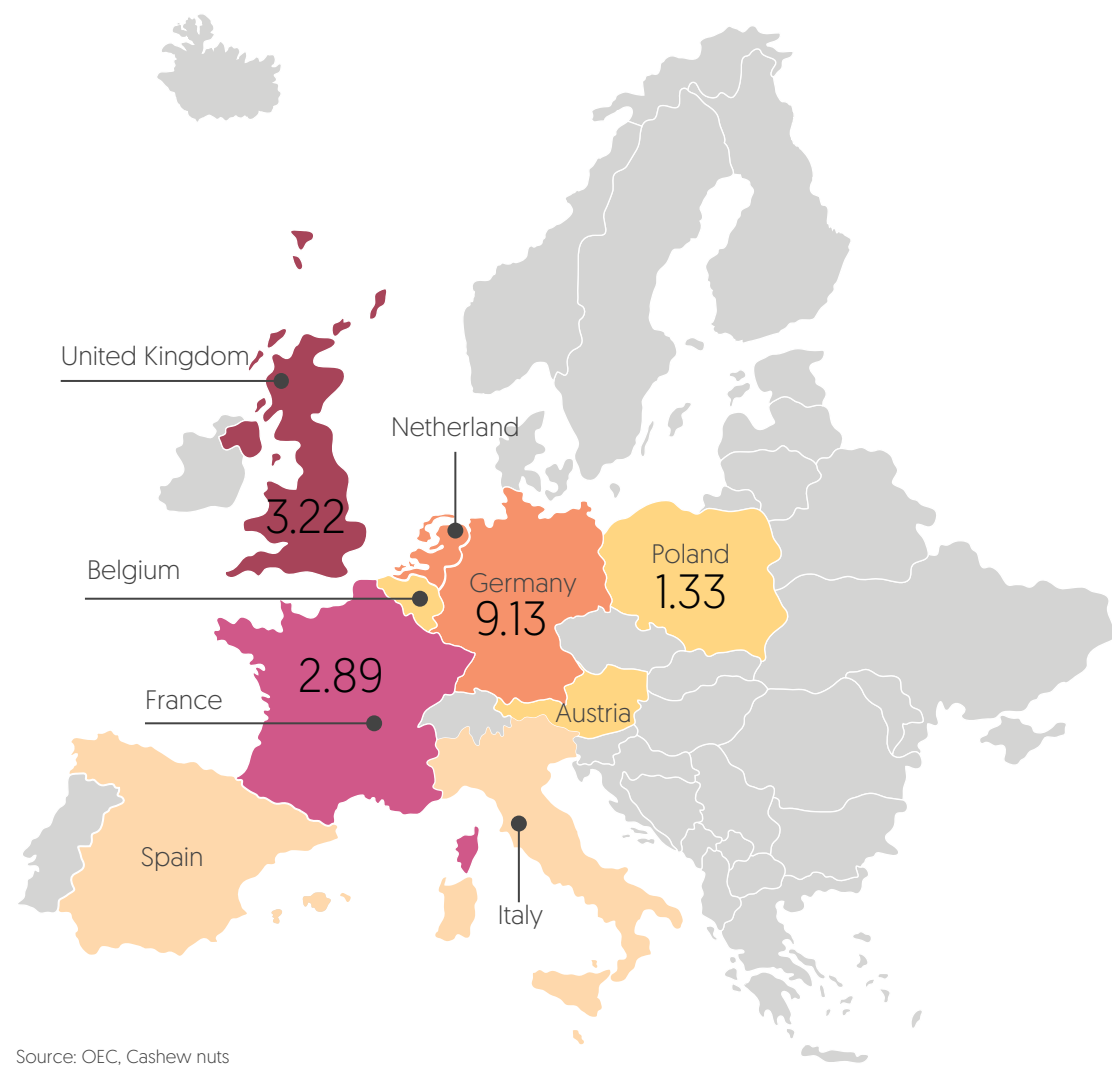 United Kingdom
Netherland
3.22
Belgium
Poland
1.33
Germany
9.13
2.89
France
Austria
Spain
Italy
Source: OEC, Cashew nuts